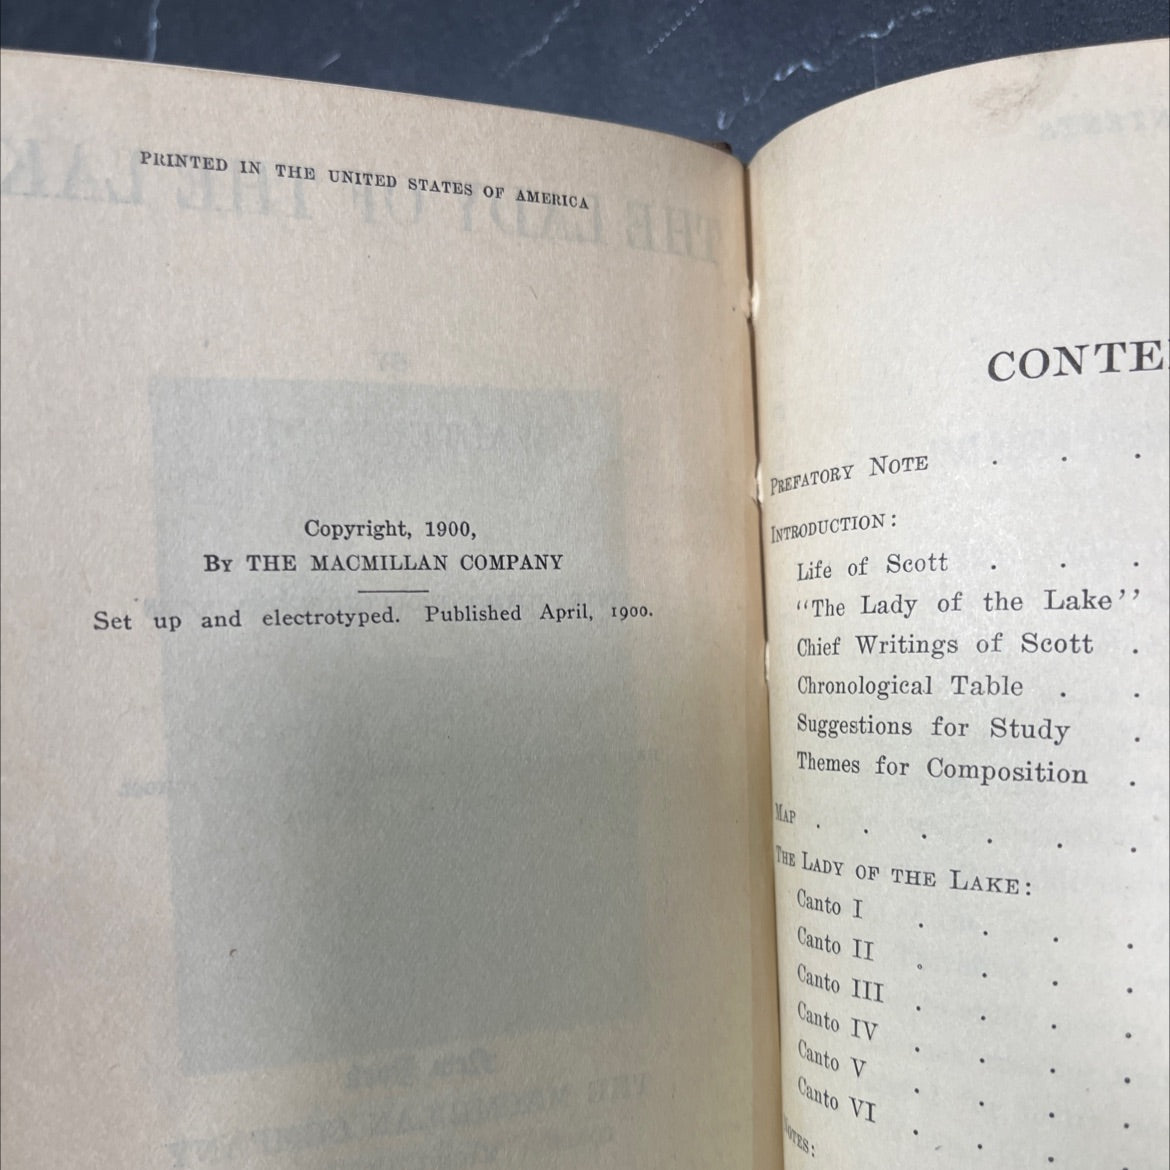 PRINTED IN THE UNITED STATES OF AMERICA
Copyright, 1900,
By THE MACMILLAN COMPANY
Set up and electrotyped. Published April, 1900.
CONTE
Prefatory Note . . .
Introduction:
Life of Scott . . .
"The Lady of the Lake"
Chief Writings of Scott .
Chronological Table . .
Suggestions for Study .
Themes for Composition .
Map . . . . . .
The Lady of the Lake:
Canto I . . . .
Canto II . . . .
Canto III . . . .
Canto IV . . . .
Canto V . . . .
Canto VI . . . .
Notes: